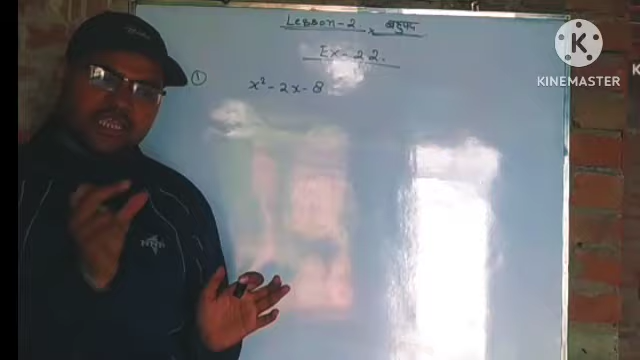 Lesson-2. बहुपद
Ex-2.2.
① x² - 2x - 8
KINEMASTER